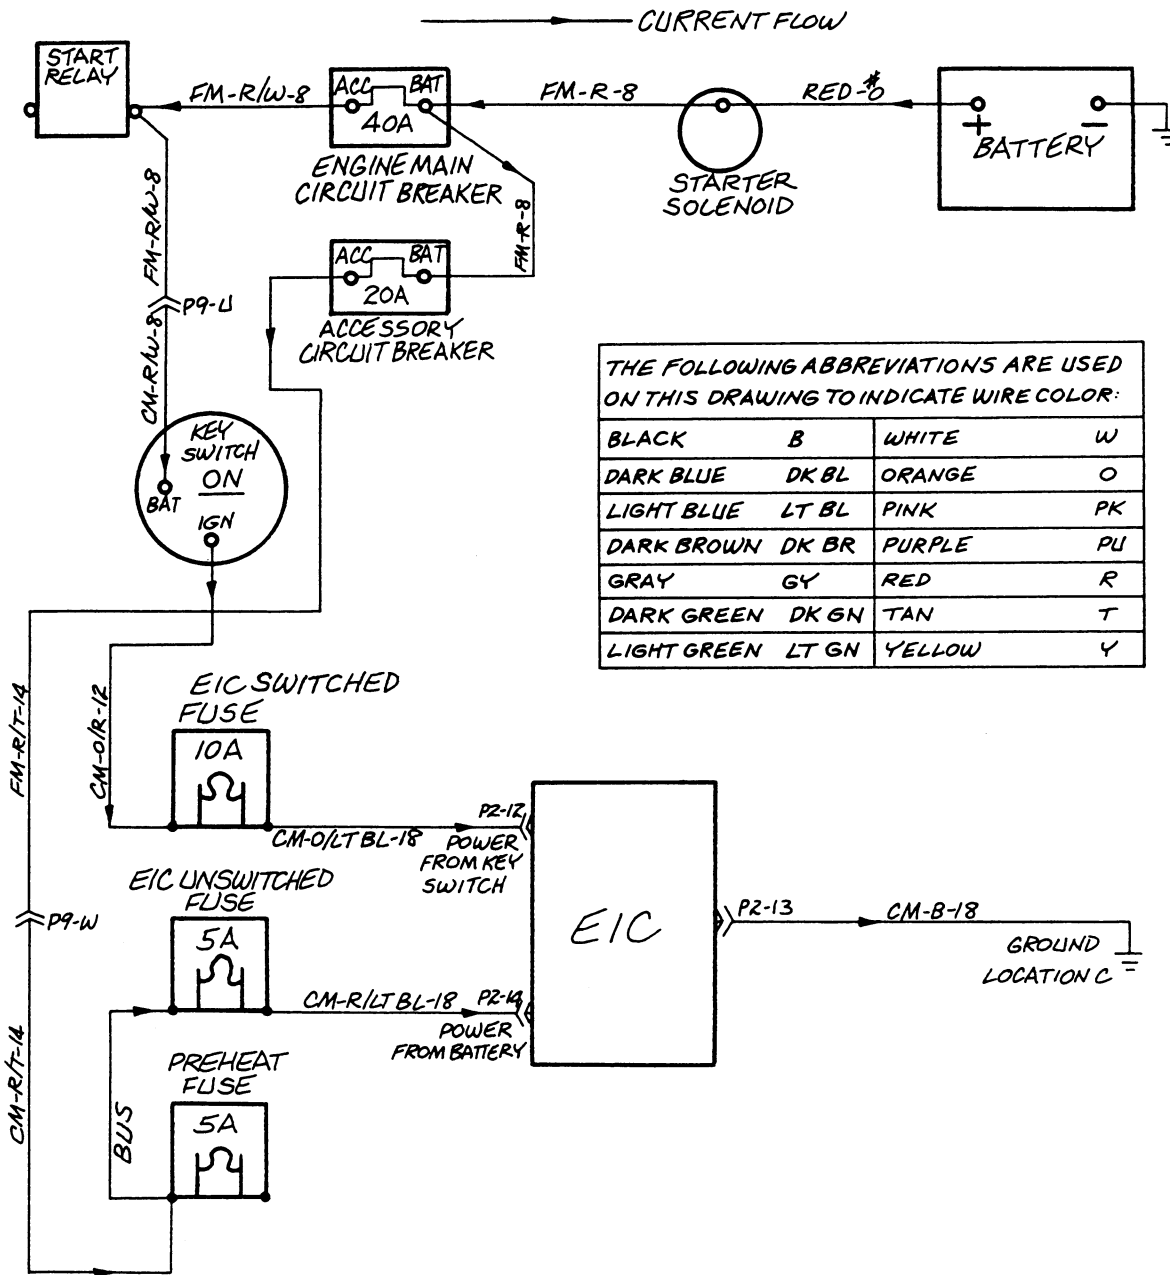 CURRENT FLOW
START
RELAY
FM-R/W-8
ACC
BAT
40A
FM-R-8
RED-#0
+
−
BATTERY
ENGINE MAIN
CIRCUIT BREAKER
STARTER
SOLENOID
FM-R/W-8
FM-R-8
ACC
BAT
20A
P9-U
CM-R/W-8
ACCESSORY
CIRCUIT BREAKER
THE FOLLOWING ABBREVIATIONS ARE USED
ON THIS DRAWING TO INDICATE WIRE COLOR:
BLACK B WHITE W
DARK BLUE DK BL ORANGE O
LIGHT BLUE LT BL PINK PK
DARK BROWN DK BR PURPLE PU
GRAY GY RED R
DARK GREEN DK GN TAN T
LIGHT GREEN LT GN YELLOW Y
KEY
SWITCH
ON
BAT
IGN
FM-R/T-14
CM-O/R-12
EIC SWITCHED
FUSE
10A
CM-O/LT BL-18
P2-12
POWER
FROM KEY
SWITCH
EIC UNSWITCHED
FUSE
5A
P9-W
EIC
P2-13
CM-B-18
GROUND
LOCATION C
CM-R/LT BL-18
P2-14
POWER
FROM BATTERY
PREHEAT
FUSE
5A
BUS
CM-R/T-14